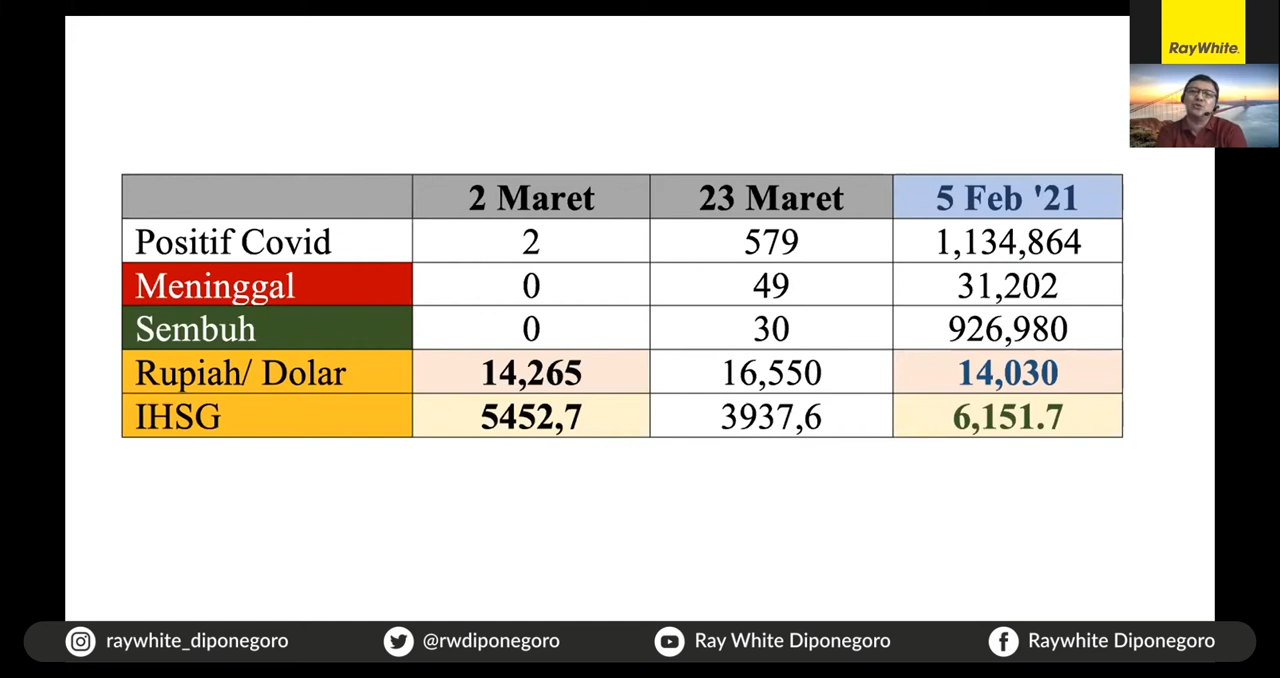 RayWhite.
2 Maret 23 Maret 5 Feb '21
Positif Covid 2 579 1,134,864
Meninggal 0 49 31,202
Sembuh 0 30 926,980
Rupiah/ Dolar 14,265 16,550 14,030
IHSG 5452,7 3937,6 6,151.7
raywhite_diponegoro @rwdiponegoro Ray White Diponegoro Raywhite Diponegoro